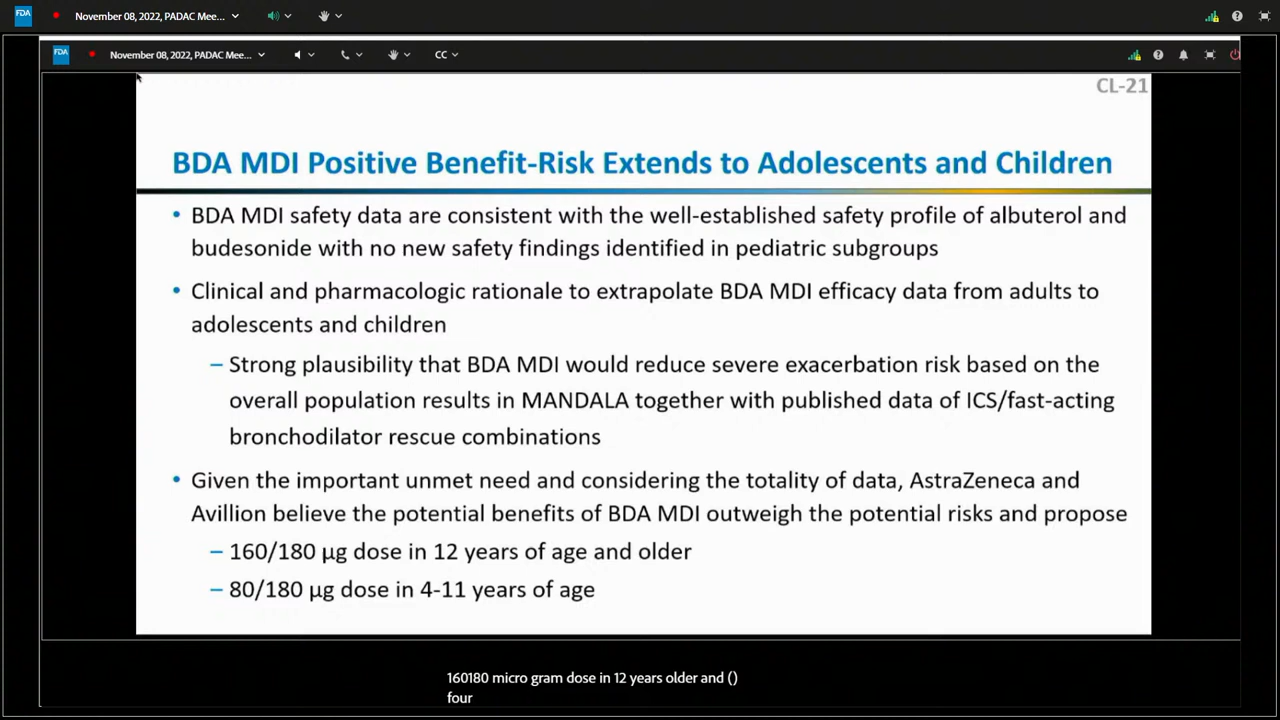 FDA
November 08, 2022, PADAC Mee...
FDA
November 08, 2022, PADAC Mee...
CC
CL-21
BDA MDI Positive Benefit-Risk Extends to Adolescents and Children
• BDA MDI safety data are consistent with the well-established safety profile of albuterol and
budesonide with no new safety findings identified in pediatric subgroups
• Clinical and pharmacologic rationale to extrapolate BDA MDI efficacy data from adults to
adolescents and children
– Strong plausibility that BDA MDI would reduce severe exacerbation risk based on the
overall population results in MANDALA together with published data of ICS/fast-acting
bronchodilator rescue combinations
• Given the important unmet need and considering the totality of data, AstraZeneca and
Avillion believe the potential benefits of BDA MDI outweigh the potential risks and propose
– 160/180 µg dose in 12 years of age and older
– 80/180 µg dose in 4-11 years of age
160180 micro gram dose in 12 years older and ()
four